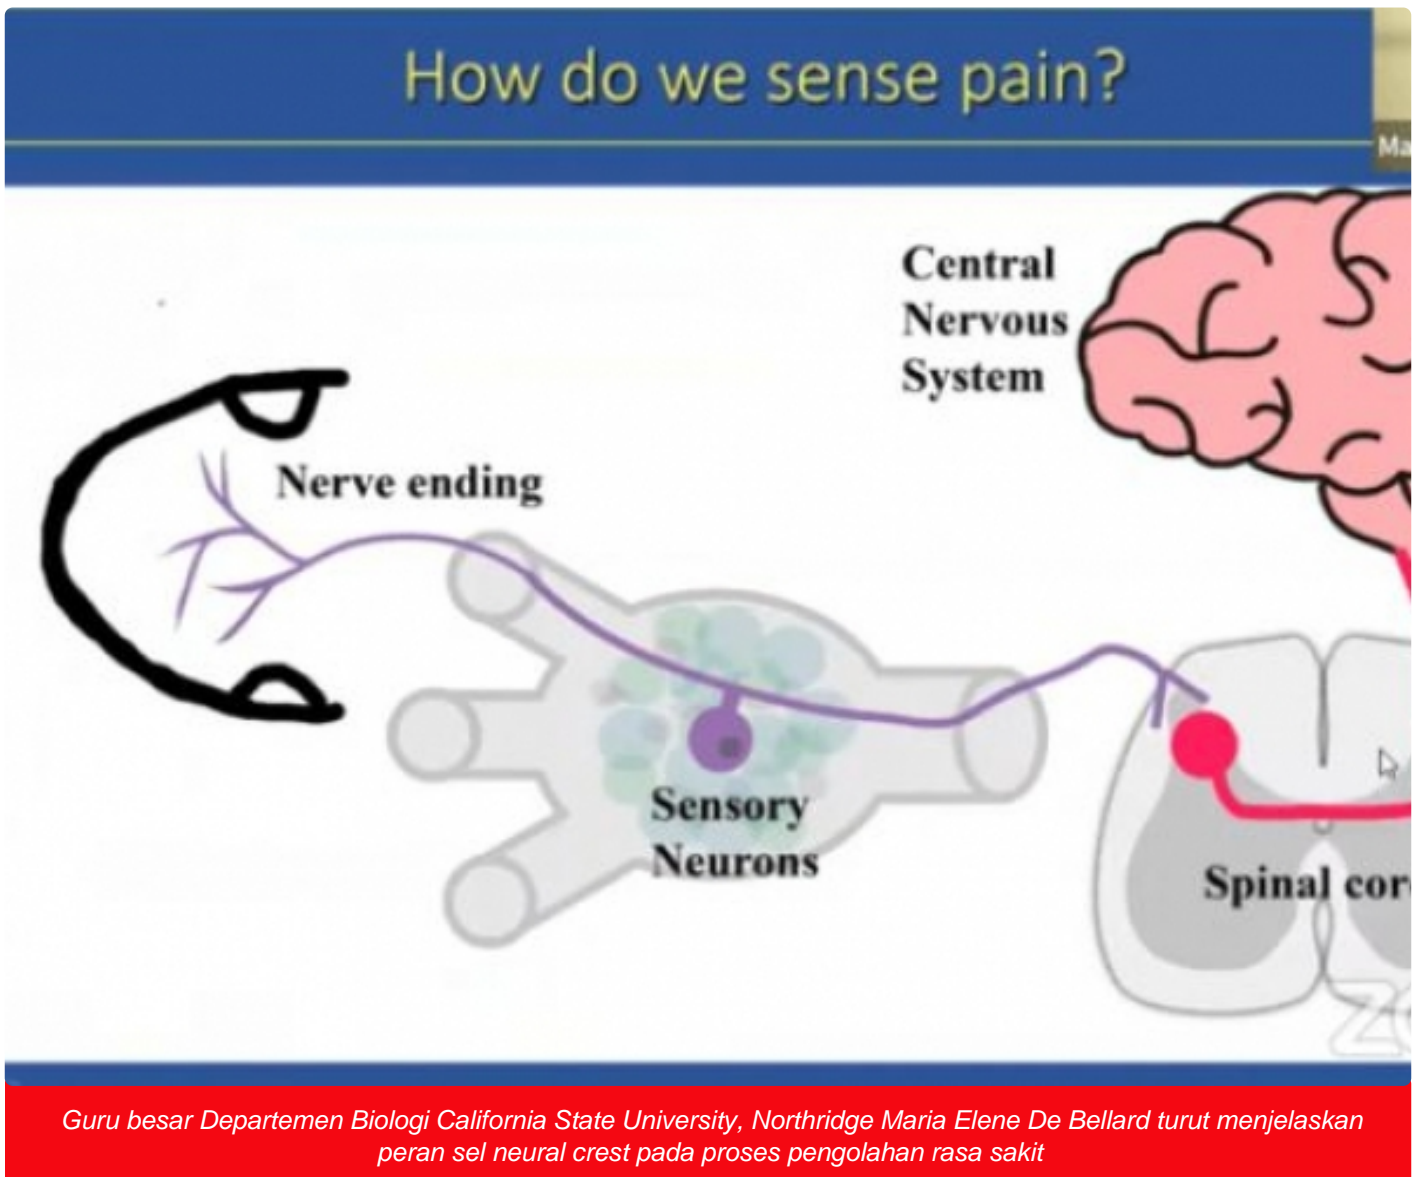 How do we sense pain?
Ma
Central
Nervous
System
Nerve ending
Sensory
Neurons
Spinal cor
Guru besar Departemen Biologi California State University, Northridge Maria Elene De Bellard turut menjelaskan
peran sel neural crest pada proses pengolahan rasa sakit